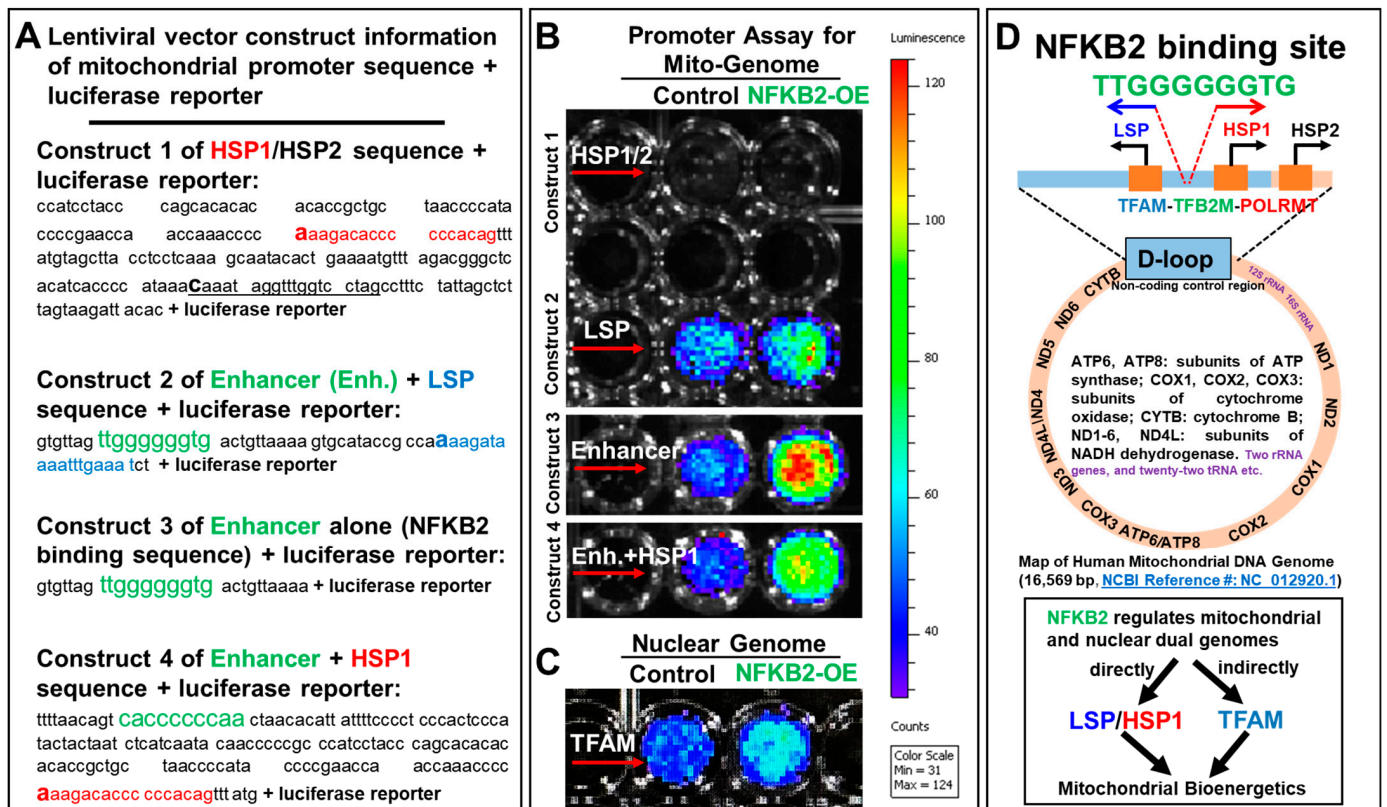 A
Lentiviral vector construct information
of mitochondrial promoter sequence +
luciferase reporter
Construct 1 of HSP1/HSP2 sequence +
luciferase reporter:
ccatcctacc cagcacacac acaccgctgc taaccccata
ccccgaacca accaaacccc aaagacaccc cccacagttt
atgtagctta cctcctcaaa gcaatacact gaaaatgttt agacgggctc
acatcacccc ataaacaaat aggtttggtc ctagcctttc tattagctct
tagtaagatt acac + luciferase reporter
Construct 2 of Enhancer (Enh.) + LSP
sequence + luciferase reporter:
gtgttag ttggggggtg actgttaaaa gtgcataccg ccaaaagata
aaatttgaaa tct + luciferase reporter
Construct 3 of Enhancer alone (NFKB2
binding sequence) + luciferase reporter:
gtgttag ttggggggtg actgttaaaa + luciferase reporter
Construct 4 of Enhancer + HSP1
sequence + luciferase reporter:
ttttaacagt caccccccaa ctaacacatt attttcccct cccactccca
tactactaat ctcatcaata caacccccgc ccatcctacc cagcacacac
acaccgctgc taaccccata ccccgaacca accaaacccc
aaagacaccc cccacagttt atg + luciferase reporter
B
Promoter Assay for
Mito-Genome
Control NFKB2-OE
Construct 1
HSP1/2
Construct 2
LSP
Construct 3
Enhancer
Construct 4
Enh.+HSP1
C
Nuclear Genome
Control NFKB2-OE
TFAM
Luminescence
120
100
80
60
40
Counts
Color Scale
Min = 31
Max = 124
D
NFKB2 binding site
TTGGGGGGTG
LSP HSP1 HSP2
TFAM-TFB2M-POLRMT
D-loop
Non-coding control region
12S rRNA 16S rRNA
ND1
ND2
COX1
COX2
ATP6/ATP8
COX3
ND3
ND4L/ND4
ND5
ND6
CYTB
ATP6, ATP8: subunits of ATP
synthase; COX1, COX2, COX3:
subunits of cytochrome
oxidase; CYTB: cytochrome B;
ND1-6, ND4L: subunits of
NADH dehydrogenase. Two rRNA
genes, and twenty-two tRNA etc.
Map of Human Mitochondrial DNA Genome
(16,569 bp, NCBI Reference #: NC_012920.1)
NFKB2 regulates mitochondrial
and nuclear dual genomes
directly indirectly
LSP/HSP1 TFAM
Mitochondrial Bioenergetics